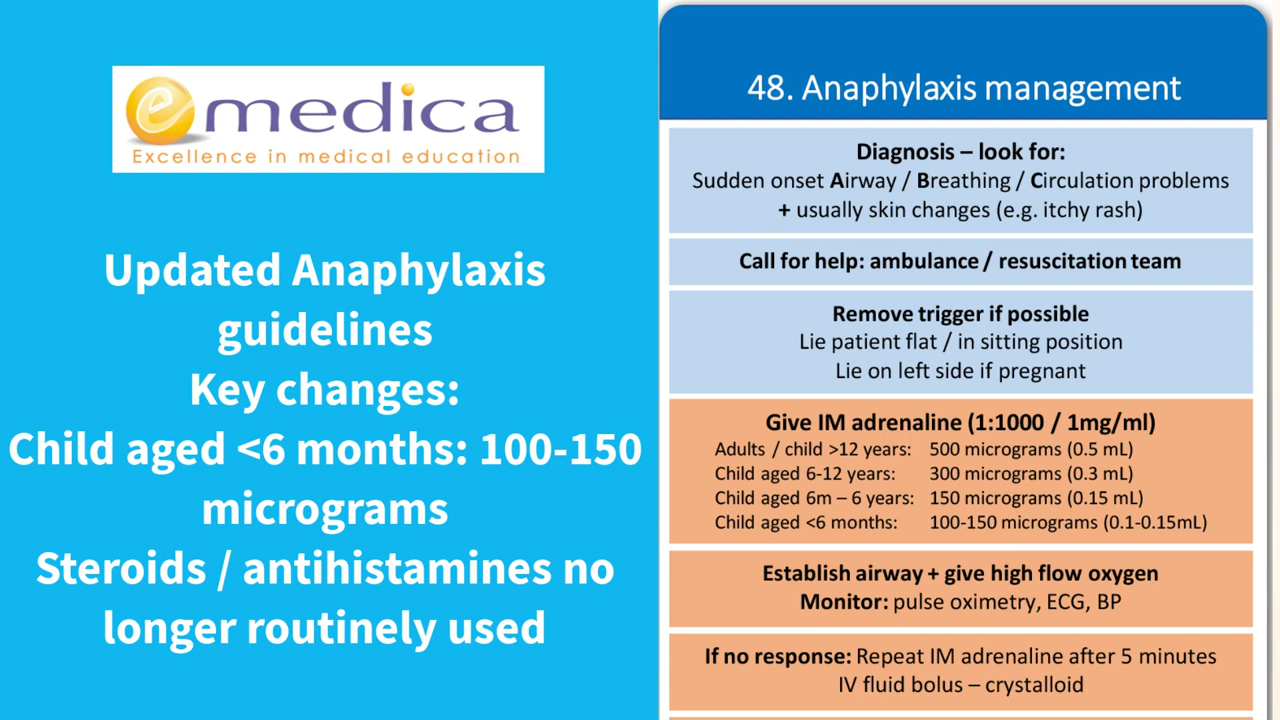 emedica
Excellence in medical education
Updated Anaphylaxis
guidelines
Key changes:
Child aged <6 months: 100-150
micrograms
Steroids / antihistamines no
longer routinely used
48. Anaphylaxis management
Diagnosis – look for:
Sudden onset Airway / Breathing / Circulation problems
+ usually skin changes (e.g. itchy rash)
Call for help: ambulance / resuscitation team
Remove trigger if possible
Lie patient flat / in sitting position
Lie on left side if pregnant
Give IM adrenaline (1:1000 / 1mg/ml)
Adults / child >12 years: 500 micrograms (0.5 mL)
Child aged 6-12 years: 300 micrograms (0.3 mL)
Child aged 6m – 6 years: 150 micrograms (0.15 mL)
Child aged <6 months: 100-150 micrograms (0.1-0.15mL)
Establish airway + give high flow oxygen
Monitor: pulse oximetry, ECG, BP
If no response: Repeat IM adrenaline after 5 minutes
IV fluid bolus – crystalloid